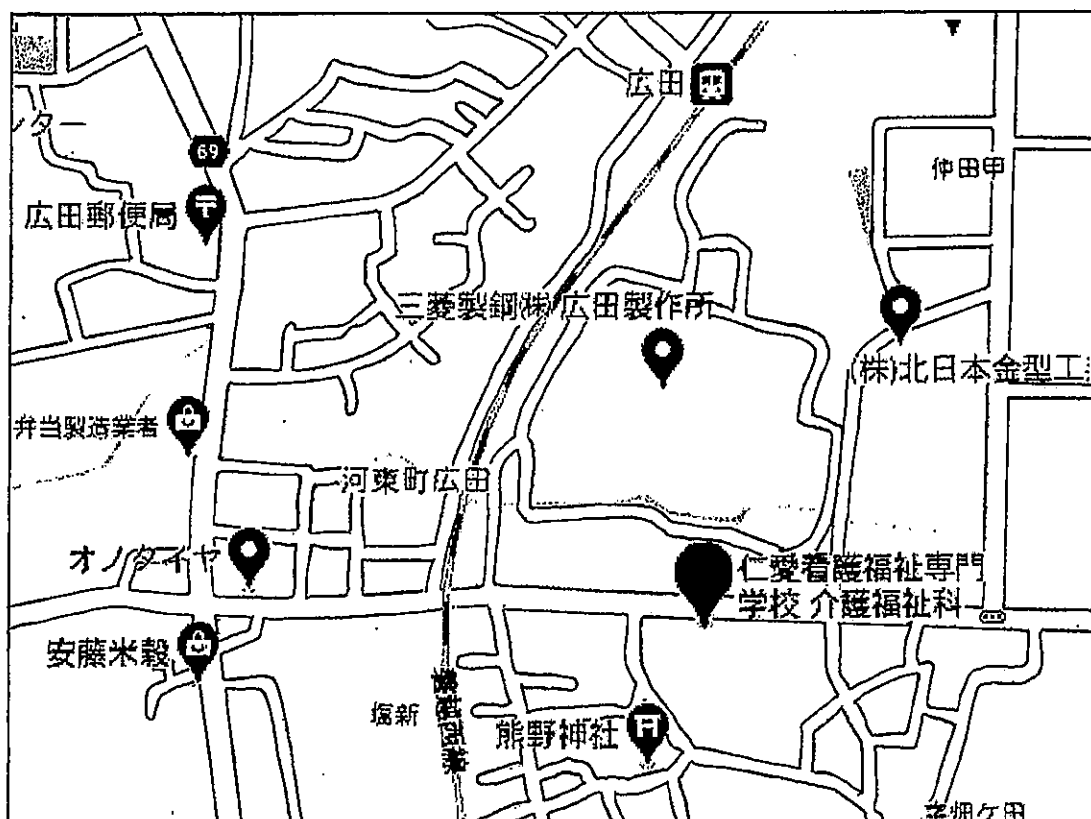 広田
ンター
69
仲田甲
広田郵便局
三菱製鋼㈱ 広田製作所
(株)北日本金型工
弁当製造業者
河東町広田
オノタイヤ
仁愛看護福祉専門
学校 介護福祉科
安藤米穀
塩新
熊野神社